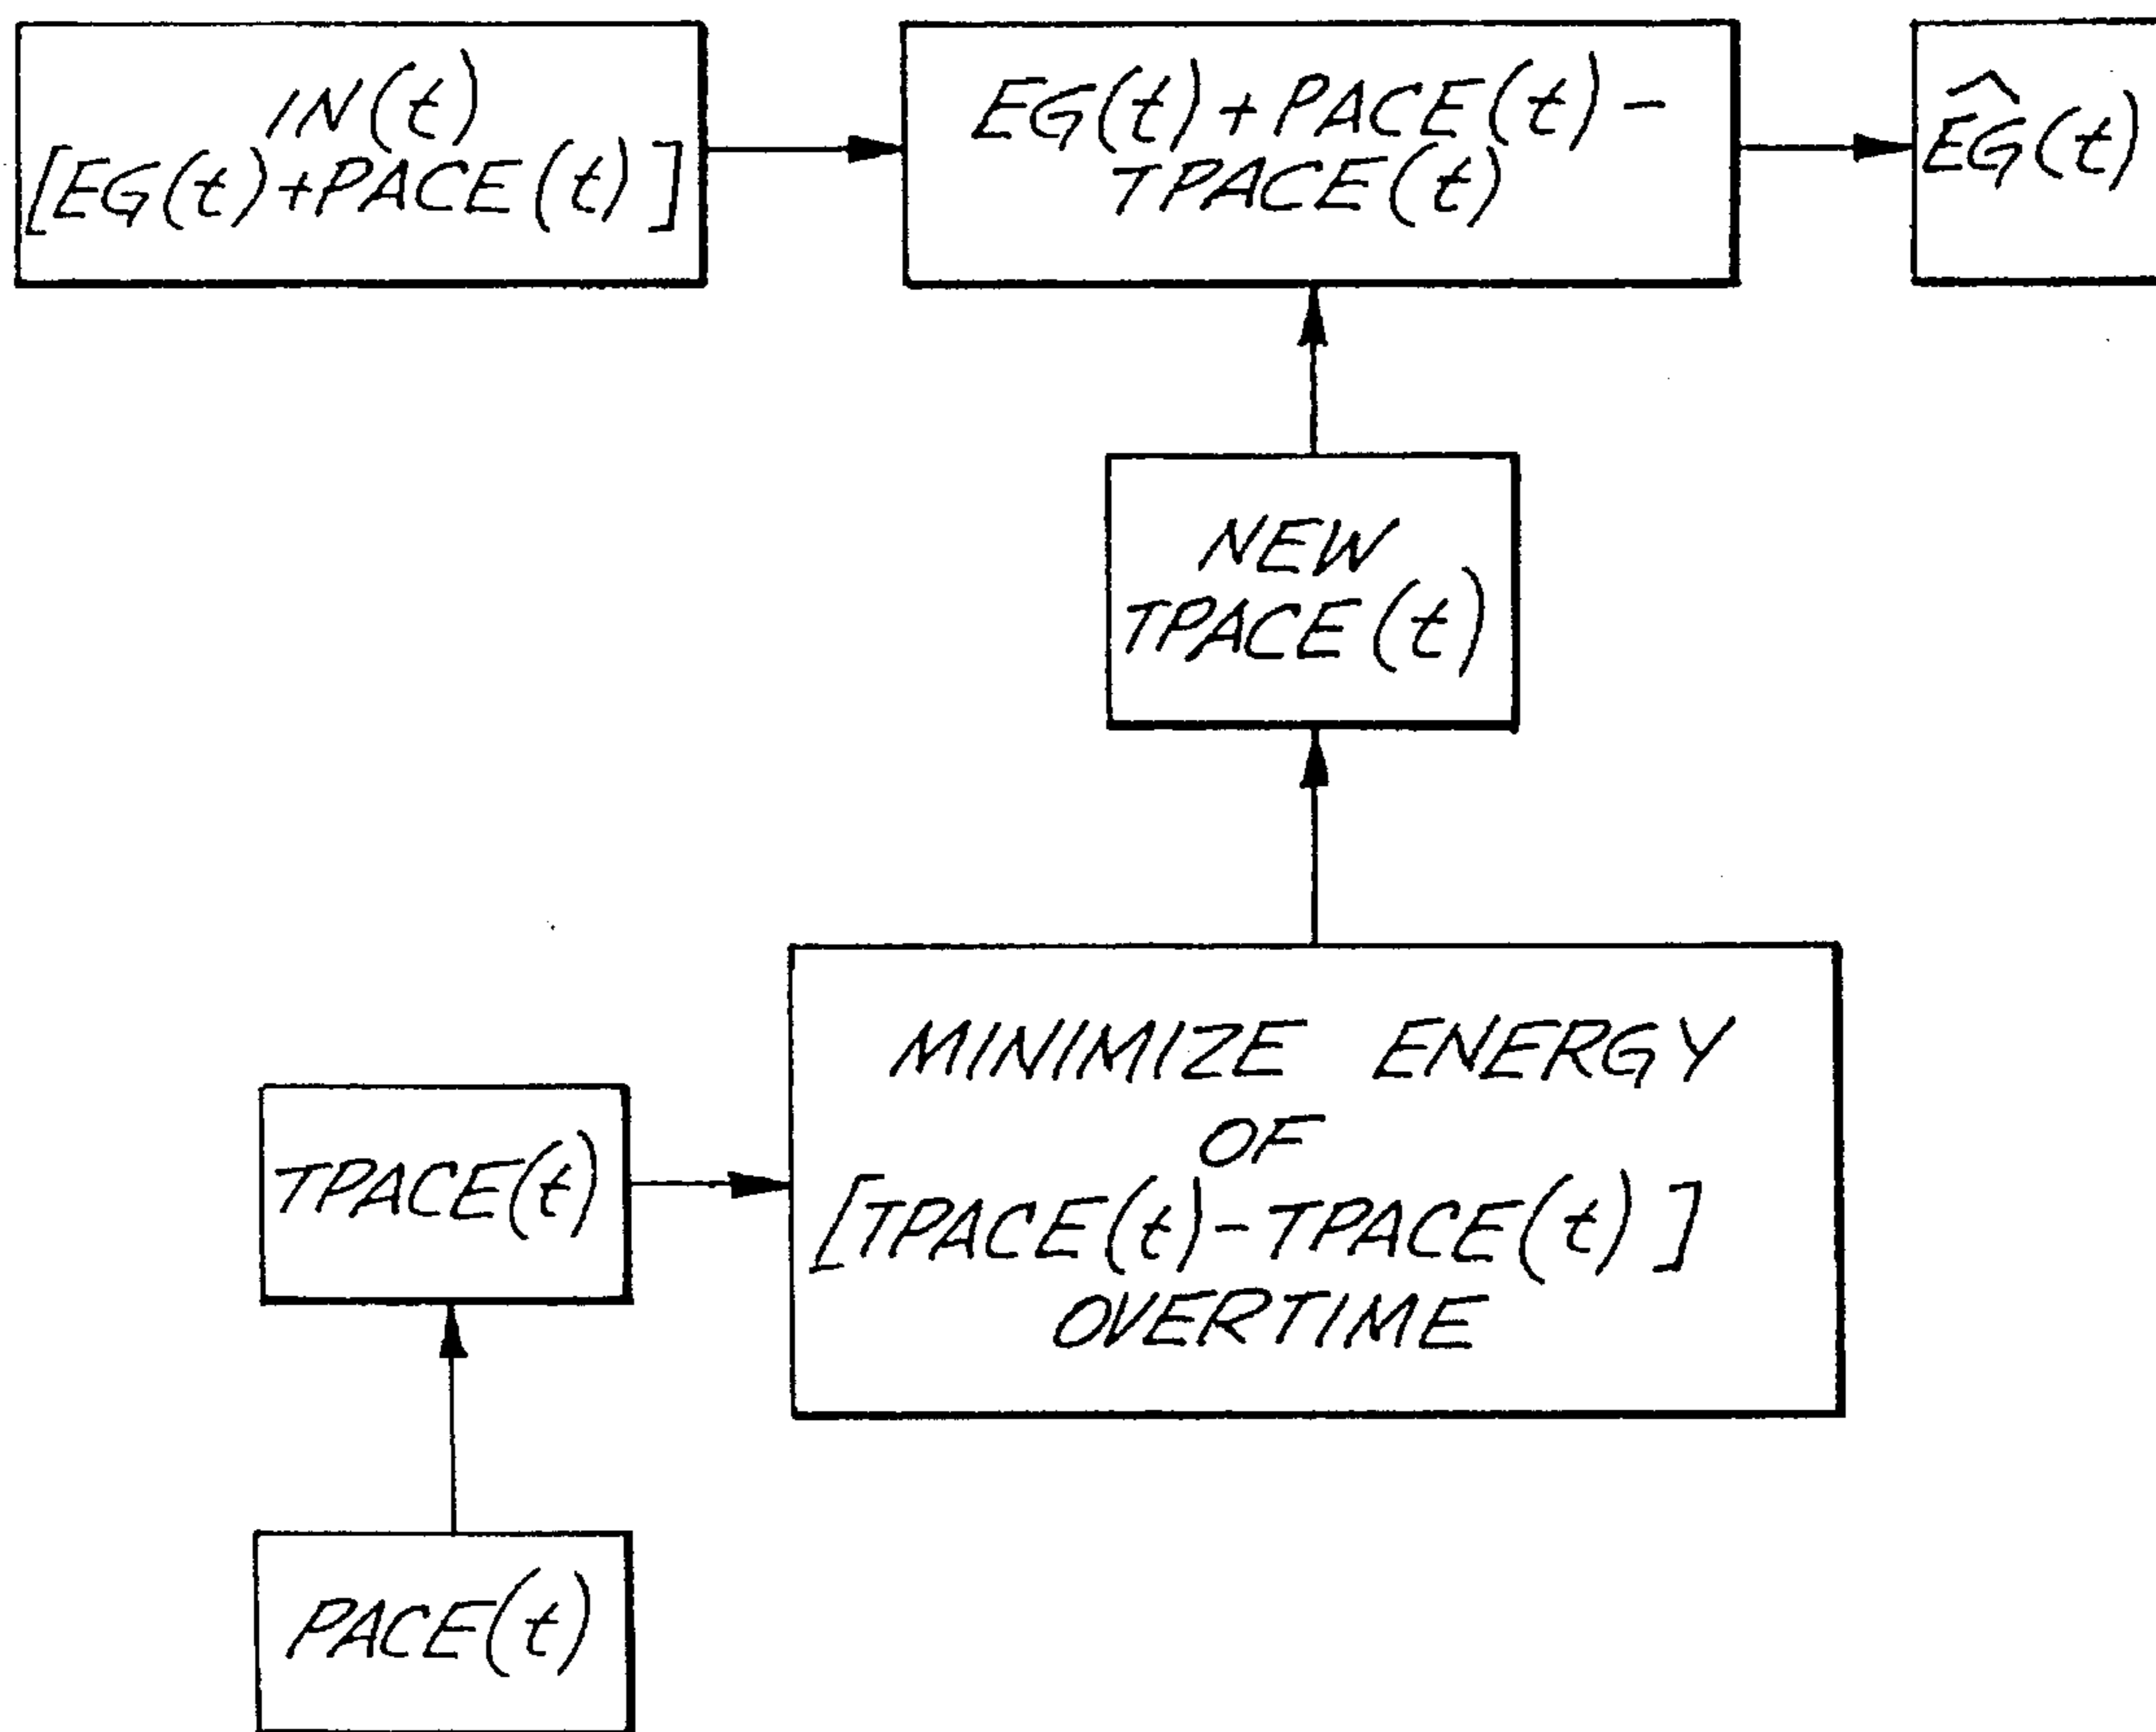 IN(t)
[EG(t)+PACE(t)]
EG(t)+PACE(t)-
TPACE(t)
ÊG(t)
NEW
TPACE(t)
MINIMIZE ENERGY
OF
[TPACE(t)-TPACE(t)]
OVERTIME
TPACE(t)
PACE(t)